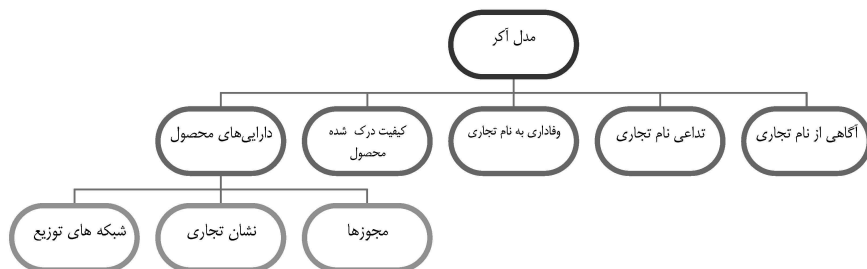 مدل آکر
آگاهی از نام تجاری
تداعی نام تجاری
وفاداری به نام تجاری
کیفیت درک شده
محصول
دارایی‌های محصول
مجوزها
نشان تجاری
شبکه های توزیع